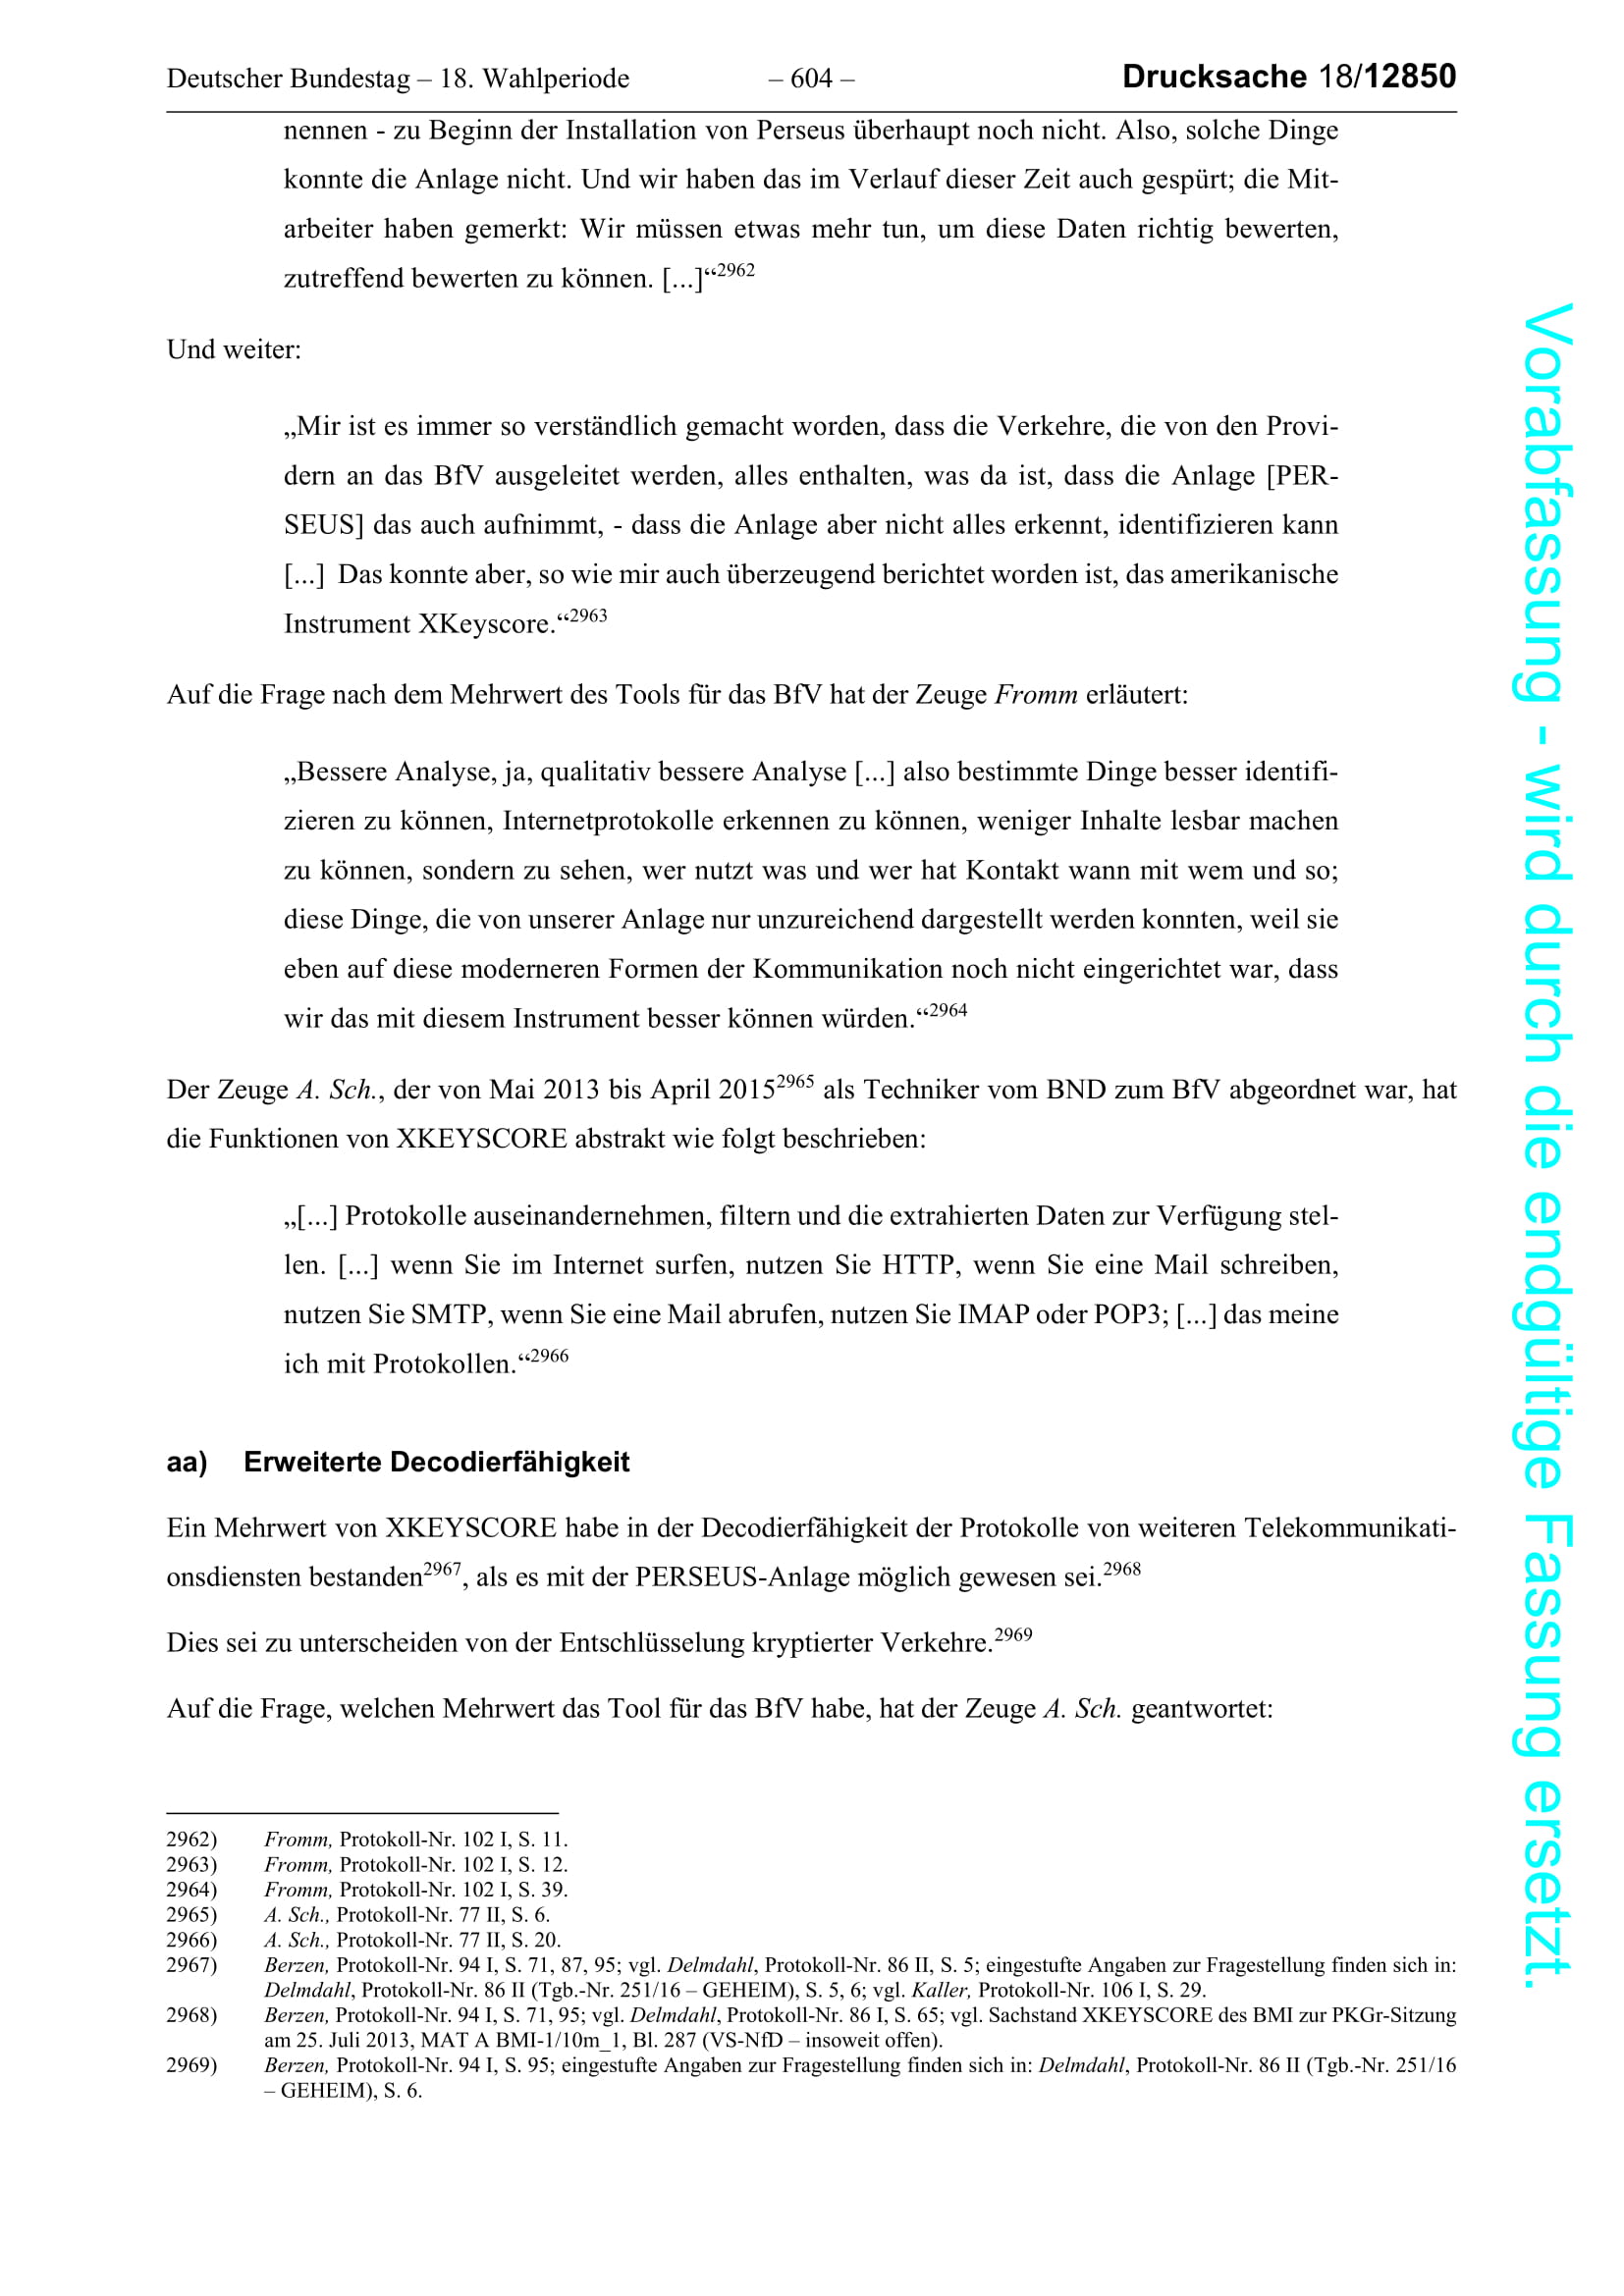 Deutscher Bundestag – 18. Wahlperiode – 604 – Drucksache 18/12850
nennen - zu Beginn der Installation von Perseus überhaupt noch nicht. Also, solche Dinge
konnte die Anlage nicht. Und wir haben das im Verlauf dieser Zeit auch gespürt; die Mit-
arbeiter haben gemerkt: Wir müssen etwas mehr tun, um diese Daten richtig bewerten,
zutreffend bewerten zu können. [...]“2962
Und weiter:
„Mir ist es immer so verständlich gemacht worden, dass die Verkehre, die von den Provi-
dern an das BfV ausgeleitet werden, alles enthalten, was da ist, dass die Anlage [PER-
SEUS] das auch aufnimmt, - dass die Anlage aber nicht alles erkennt, identifizieren kann
[...] Das konnte aber, so wie mir auch überzeugend berichtet worden ist, das amerikanische
Instrument XKeyscore.“2963
Auf die Frage nach dem Mehrwert des Tools für das BfV hat der Zeuge Fromm erläutert:
„Bessere Analyse, ja, qualitativ bessere Analyse [...] also bestimmte Dinge besser identifi-
zieren zu können, Internetprotokolle erkennen zu können, weniger Inhalte lesbar machen
zu können, sondern zu sehen, wer nutzt was und wer hat Kontakt wann mit wem und so;
diese Dinge, die von unserer Anlage nur unzureichend dargestellt werden konnten, weil sie
eben auf diese moderneren Formen der Kommunikation noch nicht eingerichtet war, dass
wir das mit diesem Instrument besser können würden.“2964
Der Zeuge A. Sch., der von Mai 2013 bis April 20152965 als Techniker vom BND zum BfV abgeordnet war, hat
die Funktionen von XKEYSCORE abstrakt wie folgt beschrieben:
„[...] Protokolle auseinandernehmen, filtern und die extrahierten Daten zur Verfügung stel-
len. [...] wenn Sie im Internet surfen, nutzen Sie HTTP, wenn Sie eine Mail schreiben,
nutzen Sie SMTP, wenn Sie eine Mail abrufen, nutzen Sie IMAP oder POP3; [...] das meine
ich mit Protokollen.“2966
aa) Erweiterte Decodierfähigkeit
Ein Mehrwert von XKEYSCORE habe in der Decodierfähigkeit der Protokolle von weiteren Telekommunikati-
onsdiensten bestanden2967, als es mit der PERSEUS-Anlage möglich gewesen sei.2968
Dies sei zu unterscheiden von der Entschlüsselung kryptierter Verkehre.2969
Auf die Frage, welchen Mehrwert das Tool für das BfV habe, hat der Zeuge A. Sch. geantwortet:
2962) Fromm, Protokoll-Nr. 102 I, S. 11.
2963) Fromm, Protokoll-Nr. 102 I, S. 12.
2964) Fromm, Protokoll-Nr. 102 I, S. 39.
2965) A. Sch., Protokoll-Nr. 77 II, S. 6.
2966) A. Sch., Protokoll-Nr. 77 II, S. 20.
2967) Berzen, Protokoll-Nr. 94 I, S. 71, 87, 95; vgl. Delmdahl, Protokoll-Nr. 86 II, S. 5; eingestufte Angaben zur Fragestellung finden sich in:
Delmdahl, Protokoll-Nr. 86 II (Tgb.-Nr. 251/16 – GEHEIM), S. 5, 6; vgl. Kaller, Protokoll-Nr. 106 I, S. 29.
2968) Berzen, Protokoll-Nr. 94 I, S. 71, 95; vgl. Delmdahl, Protokoll-Nr. 86 I, S. 65; vgl. Sachstand XKEYSCORE des BMI zur PKGr-Sitzung
am 25. Juli 2013, MAT A BMI-1/10m_1, Bl. 287 (VS-NfD – insoweit offen).
2969) Berzen, Protokoll-Nr. 94 I, S. 95; eingestufte Angaben zur Fragestellung finden sich in: Delmdahl, Protokoll-Nr. 86 II (Tgb.-Nr. 251/16
– GEHEIM), S. 6.
Vorabfassung - wird durch die endgültige Fassung ersetzt.